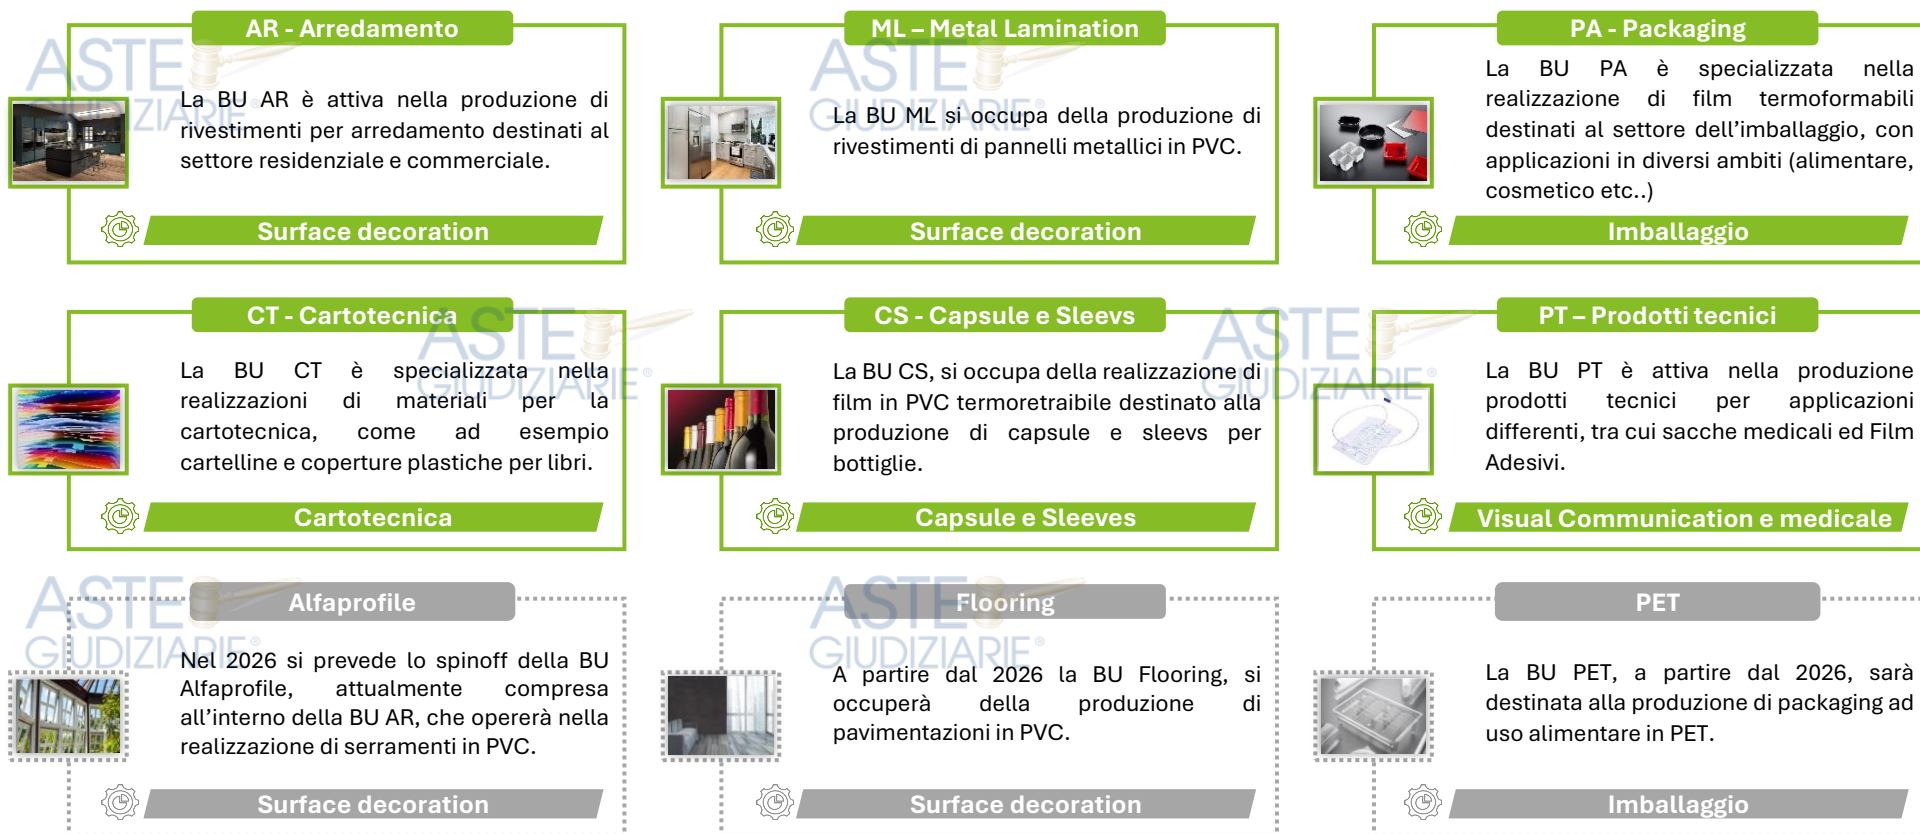 AR - Arredamento
La BU AR è attiva nella produzione di
rivestimenti per arredamento destinati al
settore residenziale e commerciale.
Surface decoration
ML – Metal Lamination
La BU ML si occupa della produzione di
rivestimenti di pannelli metallici in PVC.
Surface decoration
PA - Packaging
La BU PA è specializzata nella
realizzazione di film termoformabili
destinati al settore dell'imballaggio, con
applicazioni in diversi ambiti (alimentare,
cosmetico etc..)
Imballaggio
CT - Cartotecnica
La BU CT è specializzata nella
realizzazioni di materiali per la
cartotecnica, come ad esempio
cartelline e coperture plastiche per libri.
Cartotecnica
CS - Capsule e Sleevs
La BU CS, si occupa della realizzazione di
film in PVC termoretraibile destinato alla
produzione di capsule e sleevs per
bottiglie.
Capsule e Sleeves
PT – Prodotti tecnici
La BU PT è attiva nella produzione
prodotti tecnici per applicazioni
differenti, tra cui sacche medicali ed Film
Adesivi.
Visual Communication e medicale
Alfaprofile
Nel 2026 si prevede lo spinoff della BU
Alfaprofile, attualmente compresa
all'interno della BU AR, che opererà nella
realizzazione di serramenti in PVC.
Surface decoration
Flooring
A partire dal 2026 la BU Flooring, si
occuperà della produzione di
pavimentazioni in PVC.
Surface decoration
PET
La BU PET, a partire dal 2026, sarà
destinata alla produzione di packaging ad
uso alimentare in PET.
Imballaggio
ASTE
GIUDIZIARIE®
ASTE
GIUDIZIARIE®
ASTE
GIUDIZIARIE®
ASTE
GIUDIZIARIE®
ASTE
GIUDIZIARIE®
ASTE
GIUDIZIARIE®